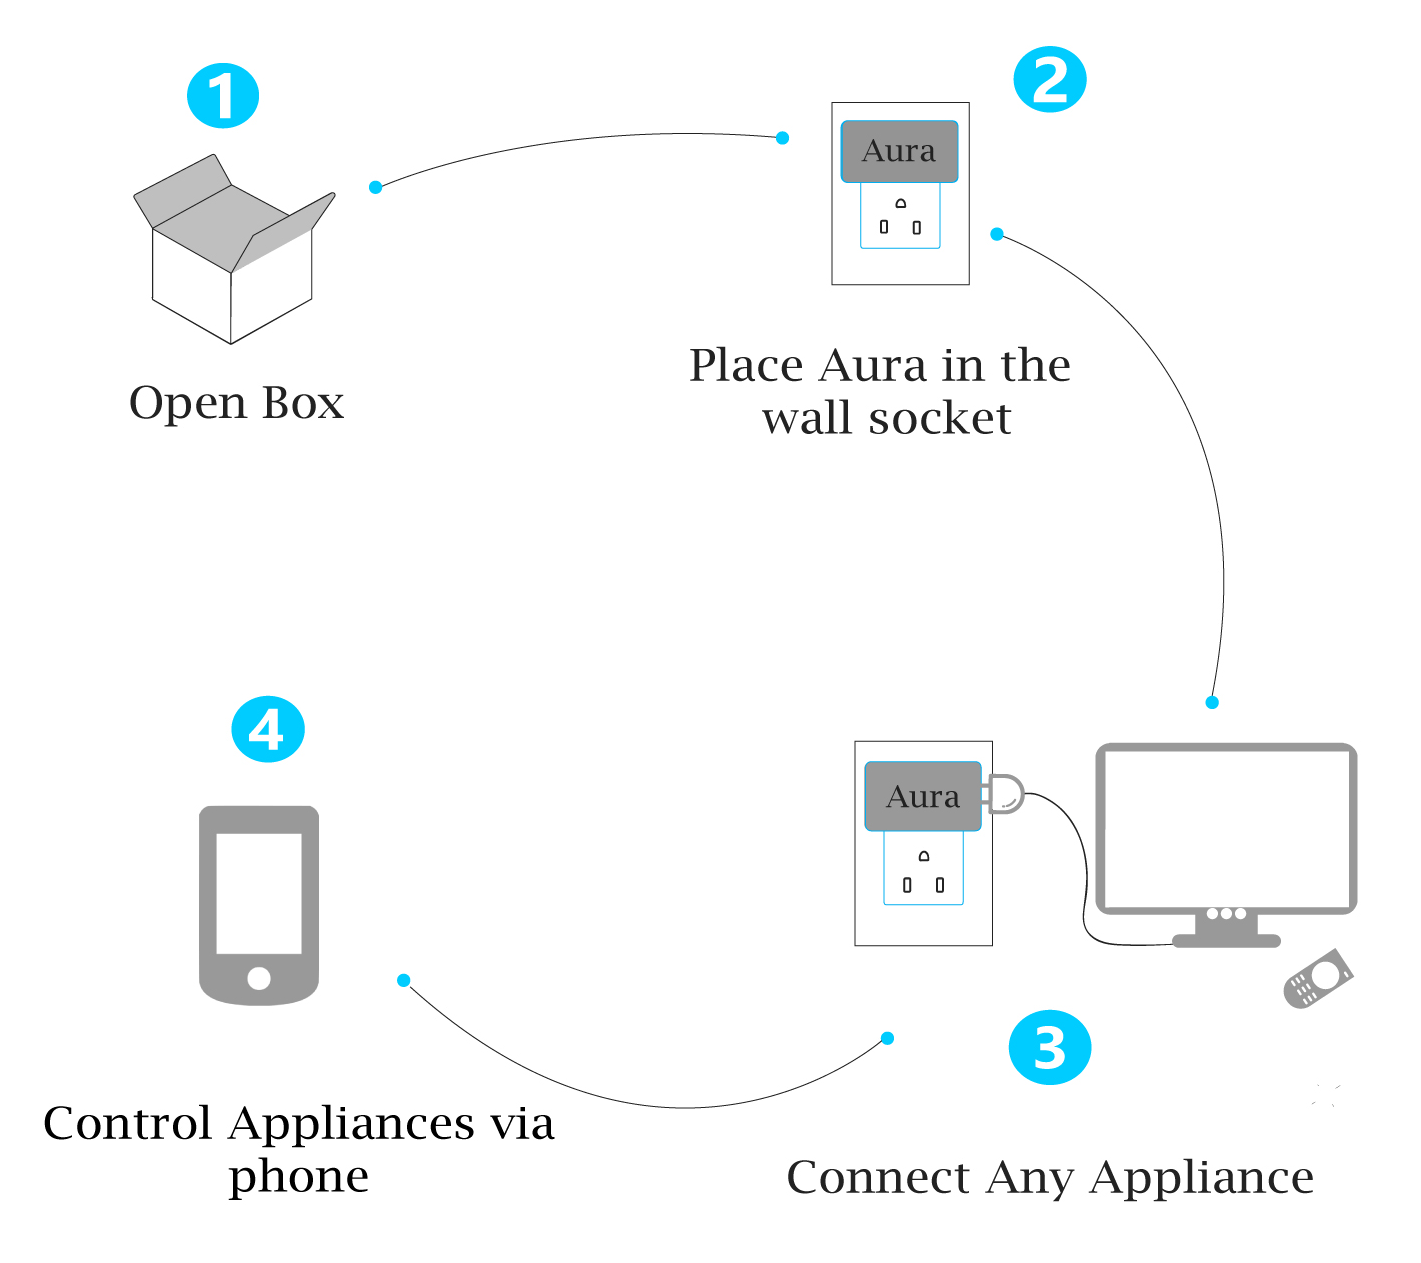 1
Open Box
2
Aura
Place Aura in the
wall socket
3
Aura
Connect Any Appliance
4
Control Appliances via
phone